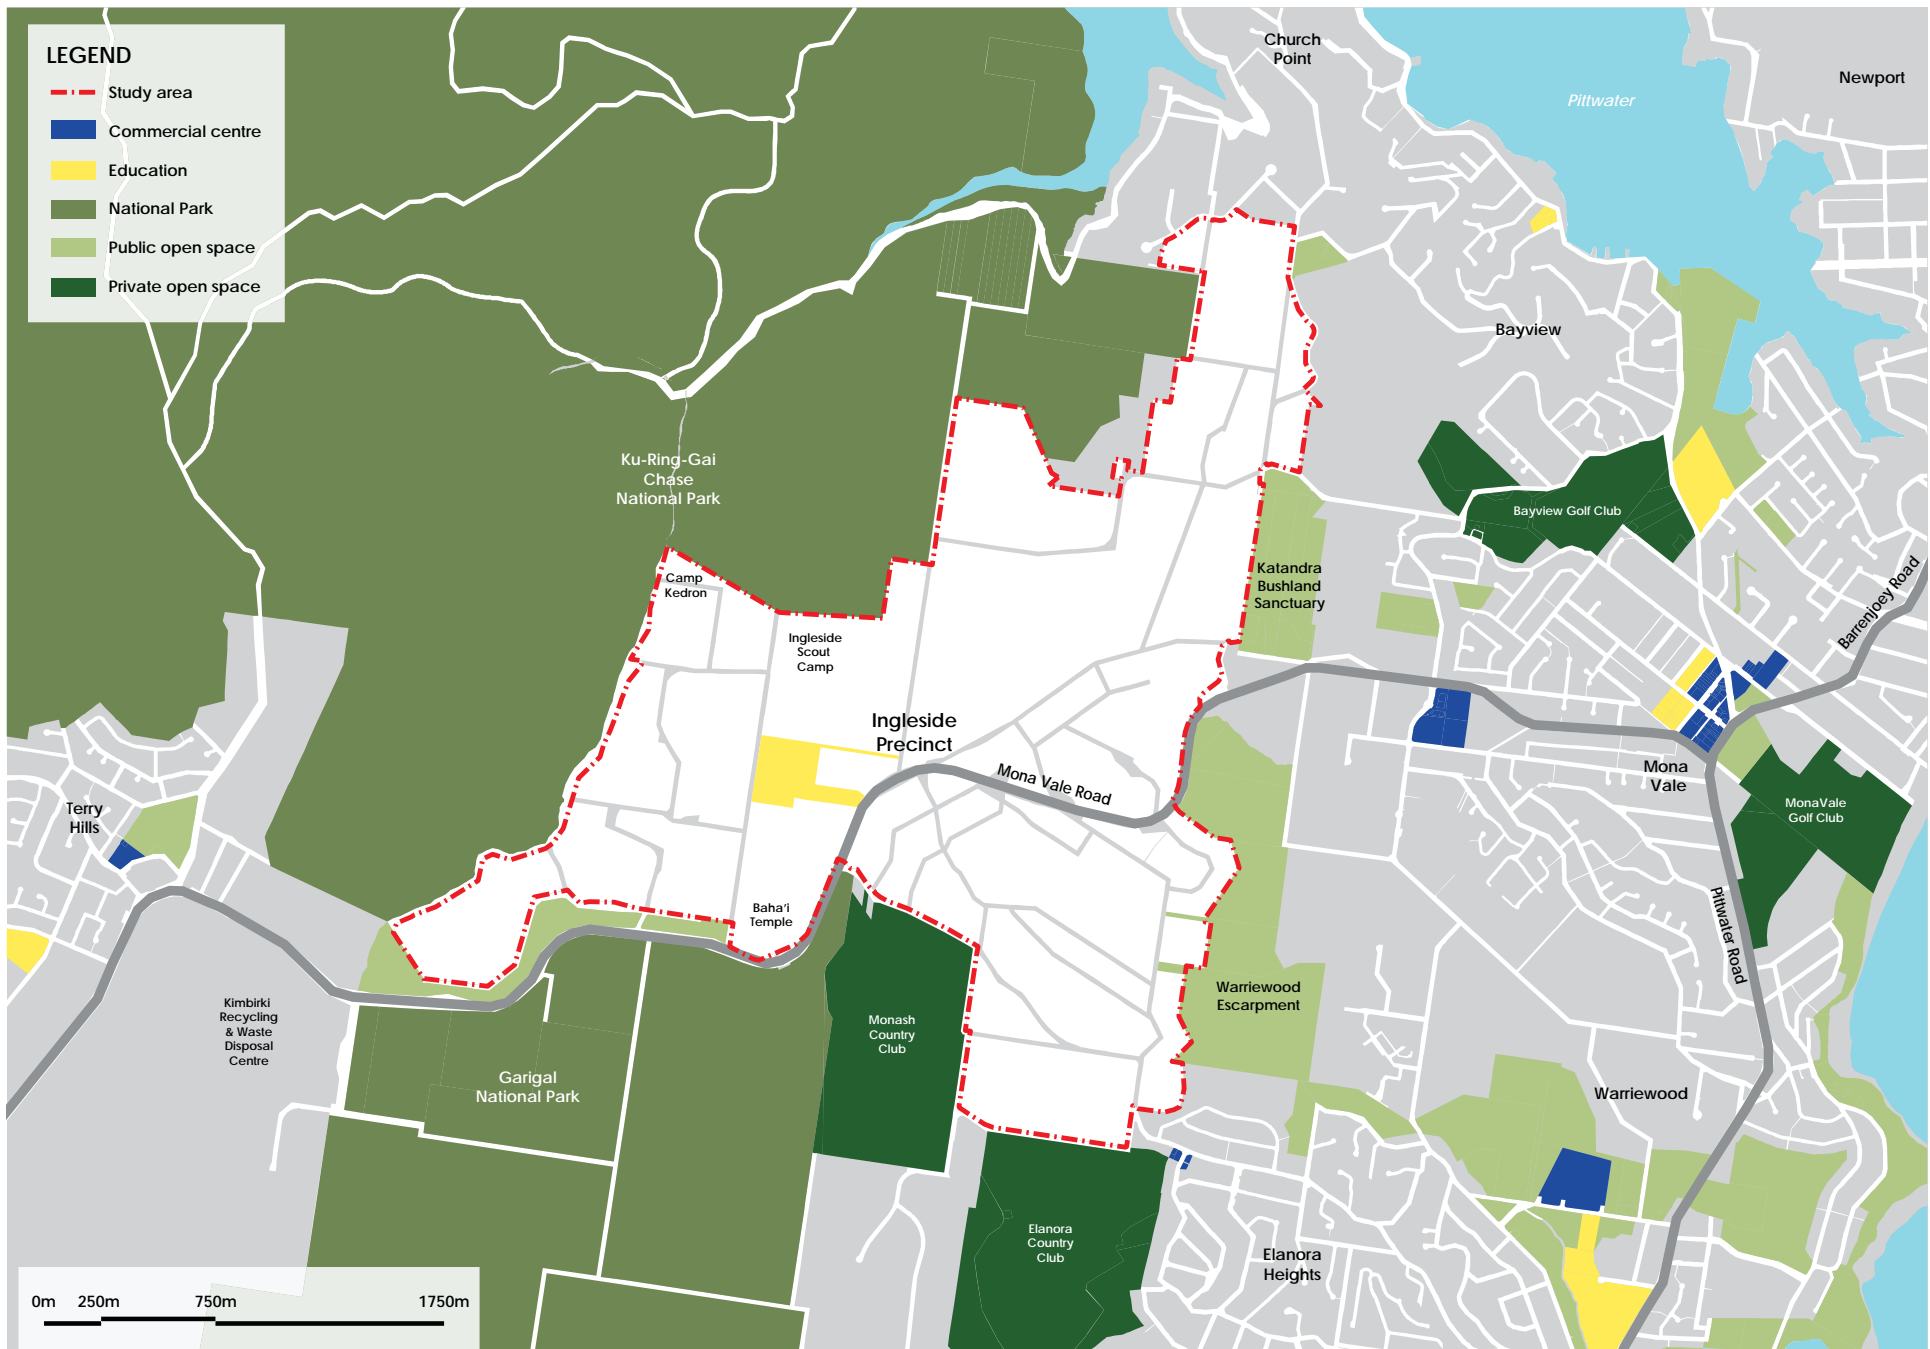 LEGEND
Study area
Commercial centre
Education
National Park
Public open space
Private open space
Church
Point
Newport
Pittwater
Bayview
Ku-Ring-Gai
Chase
National Park
Bayview Golf Club
Camp
Kedron
Katandra
Bushland
Sanctuary
Barrenjoey Road
Ingleside
Scout
Camp
Ingleside
Precinct
Mona Vale Road
Mona
Vale
Terry
Hills
MonaVale
Golf Club
Baha'i
Temple
Pittwater Road
Warriewood
Escarpment
Kimbirki
Recycling
& Waste
Disposal
Centre
Monash
Country
Club
Garigal
National Park
Warriewood
Elanora
Country
Club
Elanora
Heights
0m 250m 750m 1750m